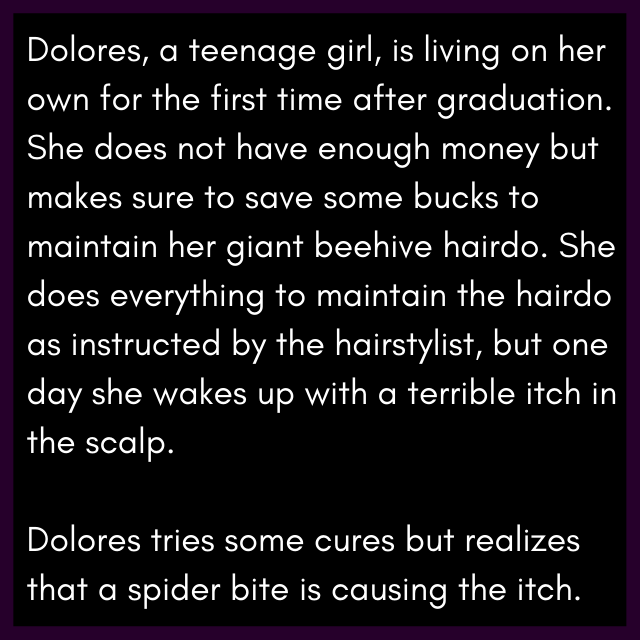 Dolores, a teenage girl, is living on her
own for the first time after graduation.
She does not have enough money but
makes sure to save some bucks to
maintain her giant beehive hairdo. She
does everything to maintain the hairdo
as instructed by the hairstylist, but one
day she wakes up with a terrible itch in
the scalp.

Dolores tries some cures but realizes
that a spider bite is causing the itch.